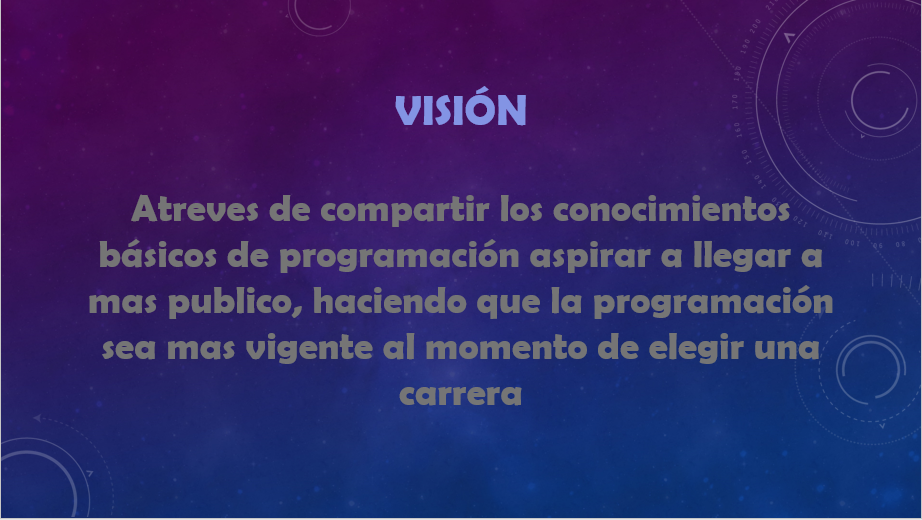 VISIÓN
Atreves de compartir los conocimientos
básicos de programación aspirar a llegar a
mas publico, haciendo que la programación
sea mas vigente al momento de elegir una
carrera